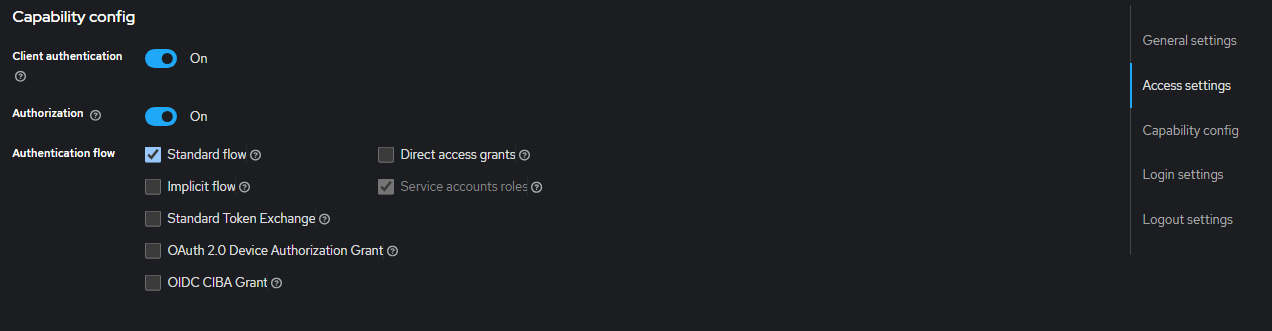 Capability config
General settings
Client authentication
On
Access settings
Authorization
On
Capability config
Authentication flow
Standard flow
Direct access grants
Implicit flow
Service accounts roles
Login settings
Standard Token Exchange
Logout settings
OAuth 2.0 Device Authorization Grant
OIDC CIBA Grant